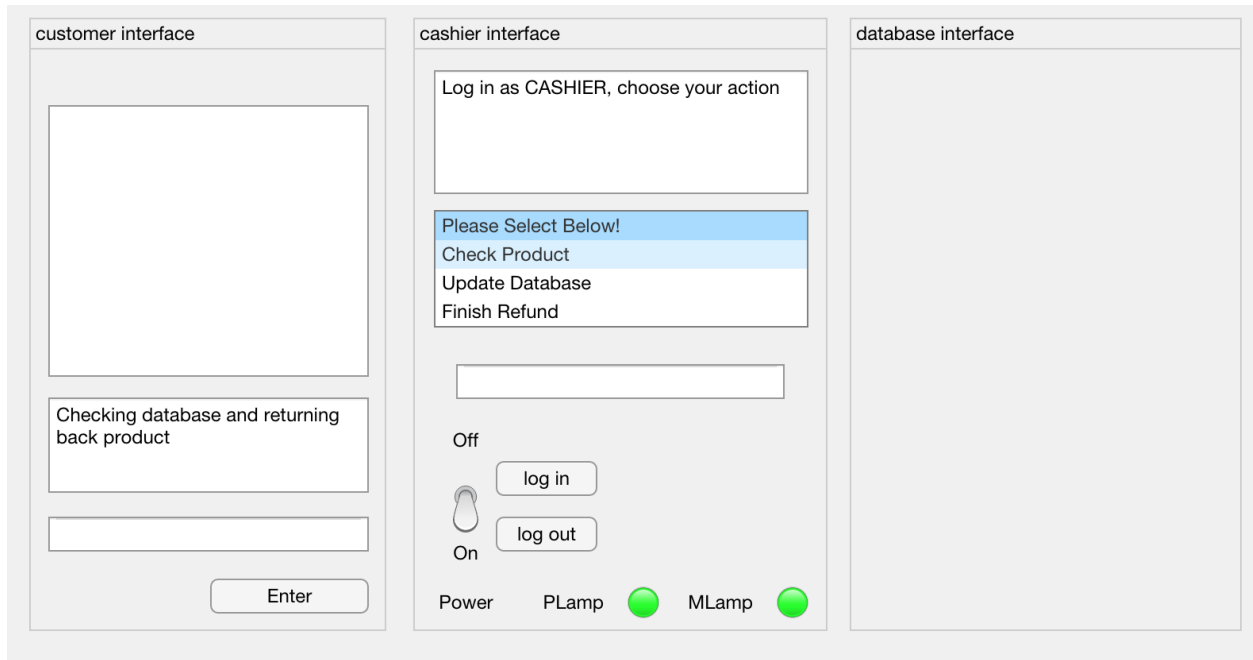 customer interface
Checking database and returning
back product
Enter
cashier interface
Log in as CASHIER, choose your action
Please Select Below!
Check Product
Update Database
Finish Refund
Off
log in
log out
On
Power
PLamp
MLamp
database interface